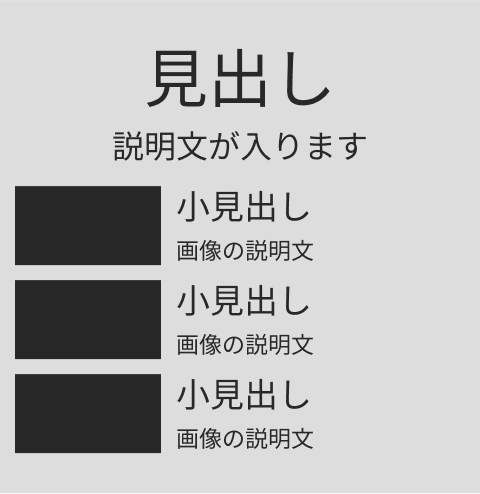 見出し
説明文が入ります
小見出し
画像の説明文
小見出し
画像の説明文
小見出し
画像の説明文